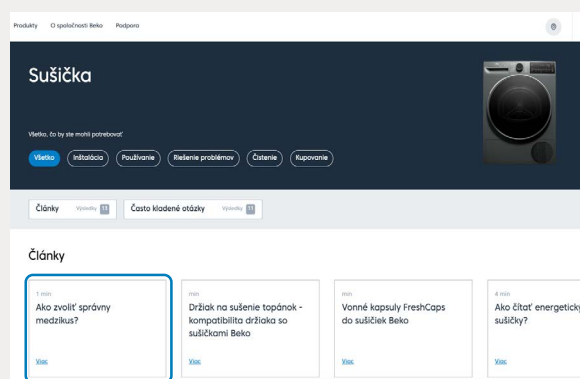 Produkty O spoločnosti Beko Podpora
Sušička
Všetko, čo by ste mohli potrebovať
Všetko Inštalácia Používanie Riešenie problémov Čistenie Kupovanie
Články Výsledky Často kladené otázky Výsledky 11
Články
1 min
Ako zvoliť správny
medzikus?
Viac
min
Držiak na sušenie topánok -
kompatibilita držiaka so
sušičkami Beko
Viac
min
Vonné kapsuly FreshCaps
do sušičiek Beko
Viac
4 min
Ako čítať energetický
sušičky?
Viac